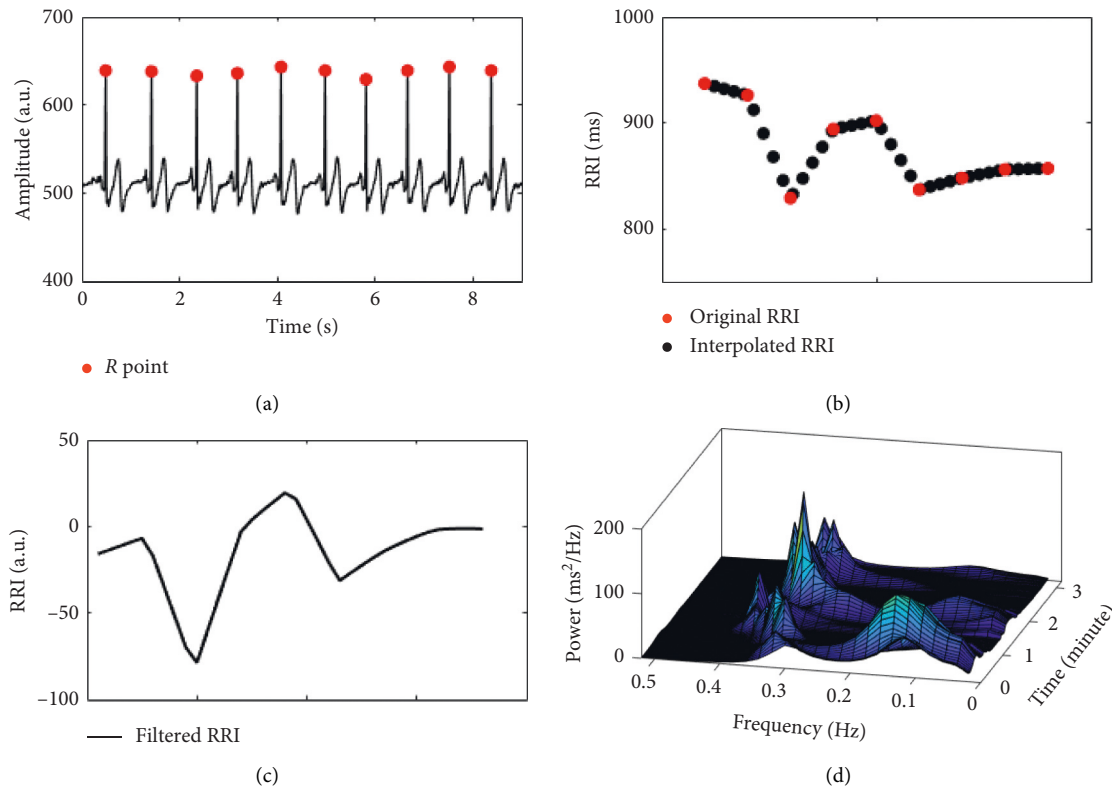 700
600
500
400
Amplitude (a.u.)
0 2 4 6 8
Time (s)
R point
(a)
1000
900
800
RRI (ms)
Original RRI
Interpolated RRI
(b)
50
0
−50
−100
RRI (a.u.)
Filtered RRI
(c)
200
100
0
Power (ms²/Hz)
0.5 0.4 0.3 0.2 0.1 0
Frequency (Hz)
3
2
1
0
Time (minute)
(d)